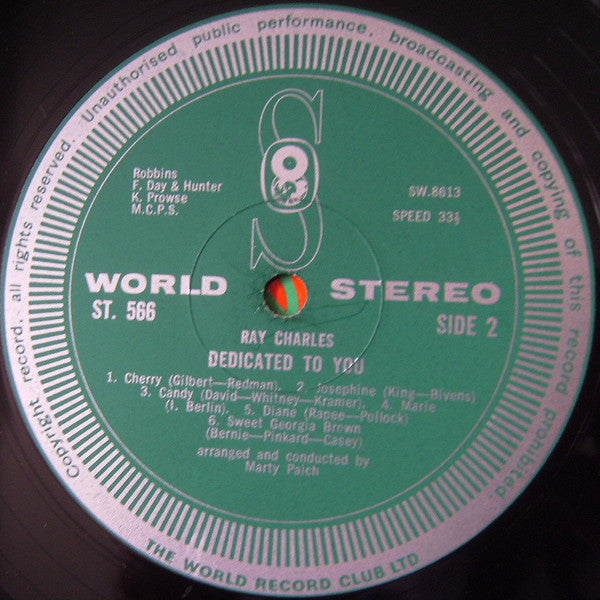 Copyright record. all rights reserved. Unauthorised public performance, broadcasting and copying of this record prohibited.
Robbins
F. Day & Hunter
K. Prowse
M.C.P.S.
SW.8613
SPEED 33⅓
WORLD STEREO
ST. 566
SIDE 2
RAY CHARLES
DEDICATED TO YOU
1. Cherry (Gilbert—Redman). 2. Josephine (King—Bivens)
3. Candy (David—Whitney—Kramer). 4. Marie
(I. Berlin). 5. Diane (Rapee—Pollock)
6. Sweet Georgia Brown
(Bernie—Pinkard—Casey)
arranged and conducted by
Marty Paich
THE WORLD RECORD CLUB LTD